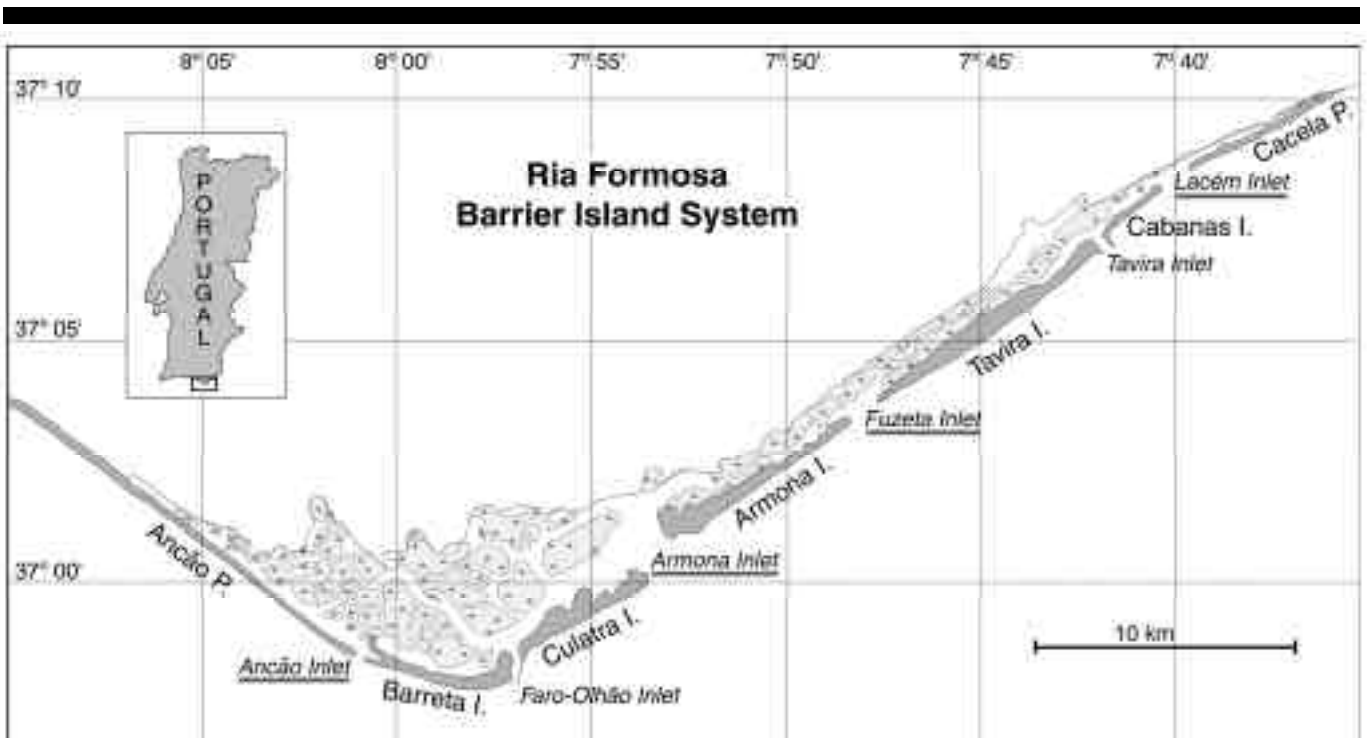 8° 05' 8° 00' 7° 55' 7° 50' 7° 45' 7° 40'
37° 10'
PORTUGAL
Ria Formosa
Barrier Island System
Cacela P.
Lacém Inlet
Cabanas I.
Tavira Inlet
37° 05'
Tavira I.
Fuzeta Inlet
Armona I.
Ancão P.
Armona Inlet
37° 00'
Culatra I.
10 km
Ancão Inlet
Barreta I.
Faro-Olhão Inlet